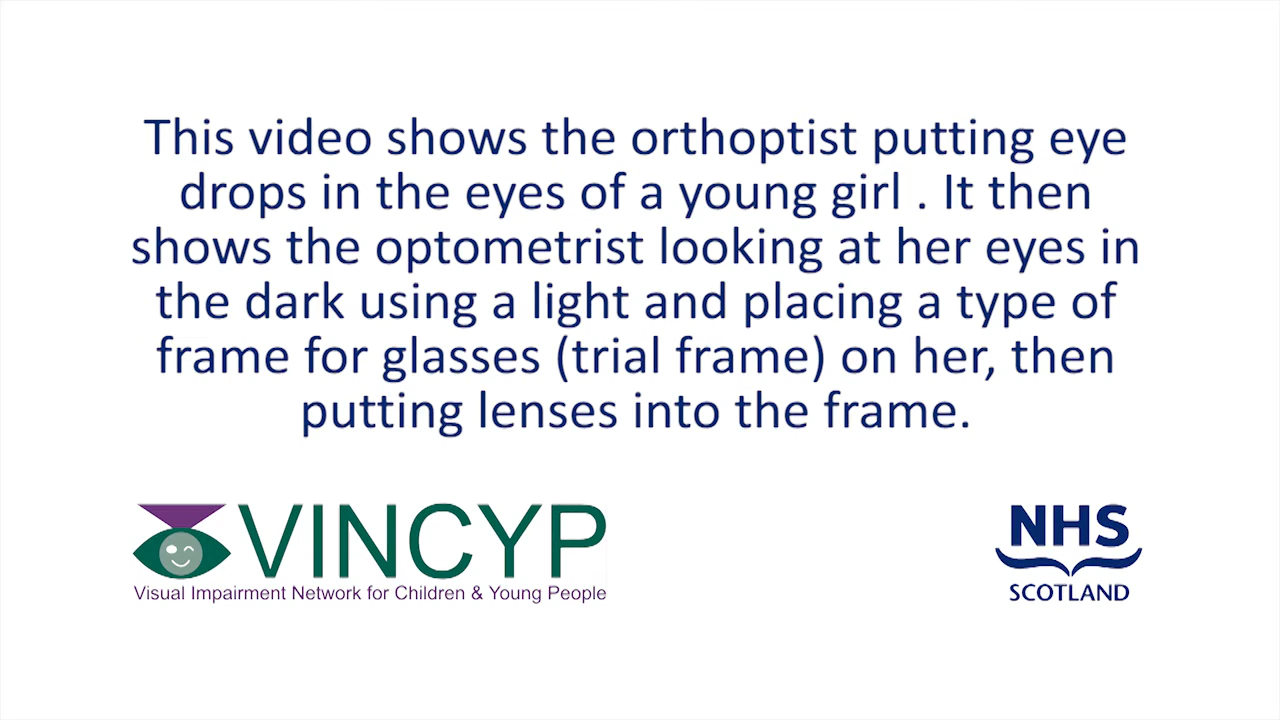 This video shows the orthoptist putting eye
drops in the eyes of a young girl . It then
shows the optometrist looking at her eyes in
the dark using a light and placing a type of
frame for glasses (trial frame) on her, then
putting lenses into the frame.
VINCYP
Visual Impairment Network for Children & Young People
NHS
SCOTLAND